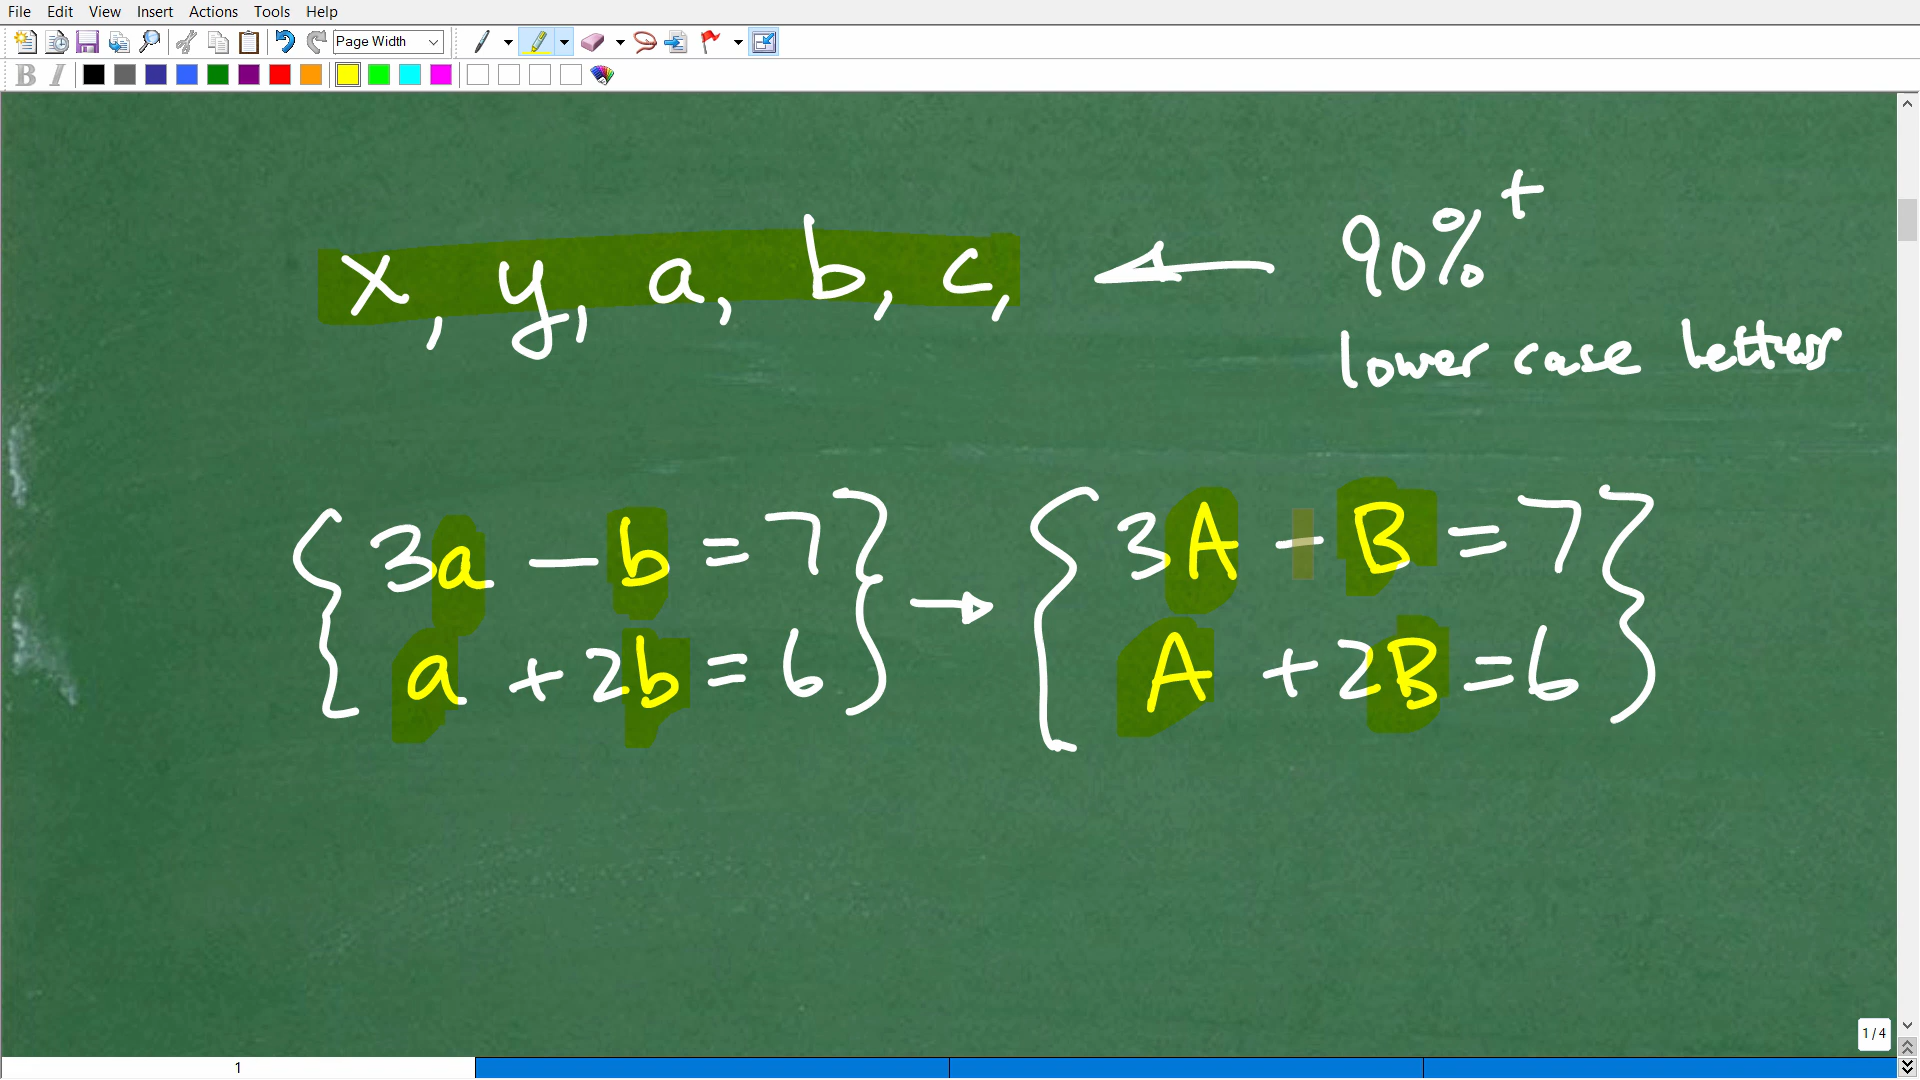 File Edit View Insert Actions Tools Help
Page Width
B I
x, y, a, b, c, ← 90%+
lower case letters
{ 3a - b = 7 } → { 3A - B = 7 }
{ a + 2b = 6 } { A + 2B = 6 }
1 / 4
1